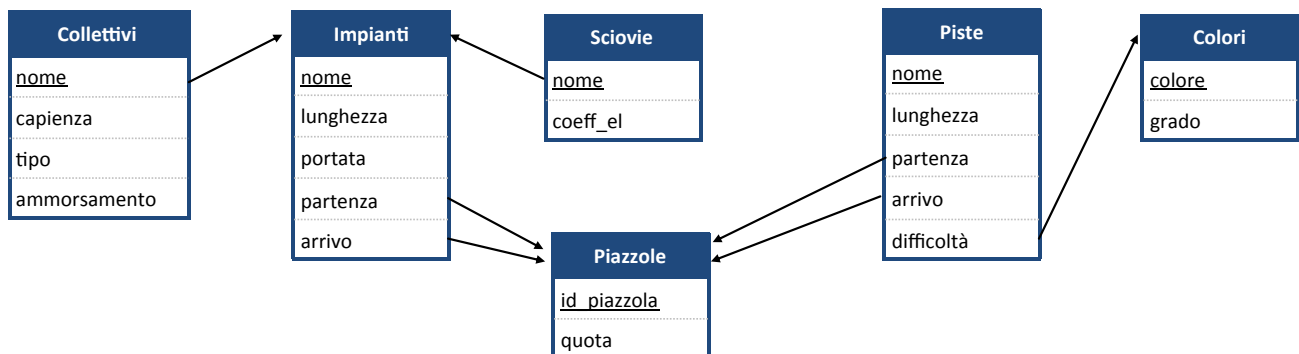 Collettivi
nome
capienza
tipo
ammorsamento
Impianti
nome
lunghezza
portata
partenza
arrivo
Sciovie
nome
coeff_el
Piste
nome
lunghezza
partenza
arrivo
difficoltà
Colori
colore
grado
Piazzole
id_piazzola
quota